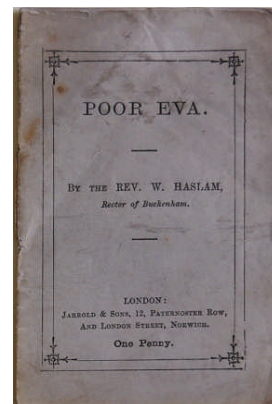 POOR EVA.
BY THE REV. W. HASLAM,
Rector of Buckenham.
LONDON:
JARROLD & SONS, 12, PATERNOSTER ROW,
AND LONDON STREET, NORWICH.
One Penny.